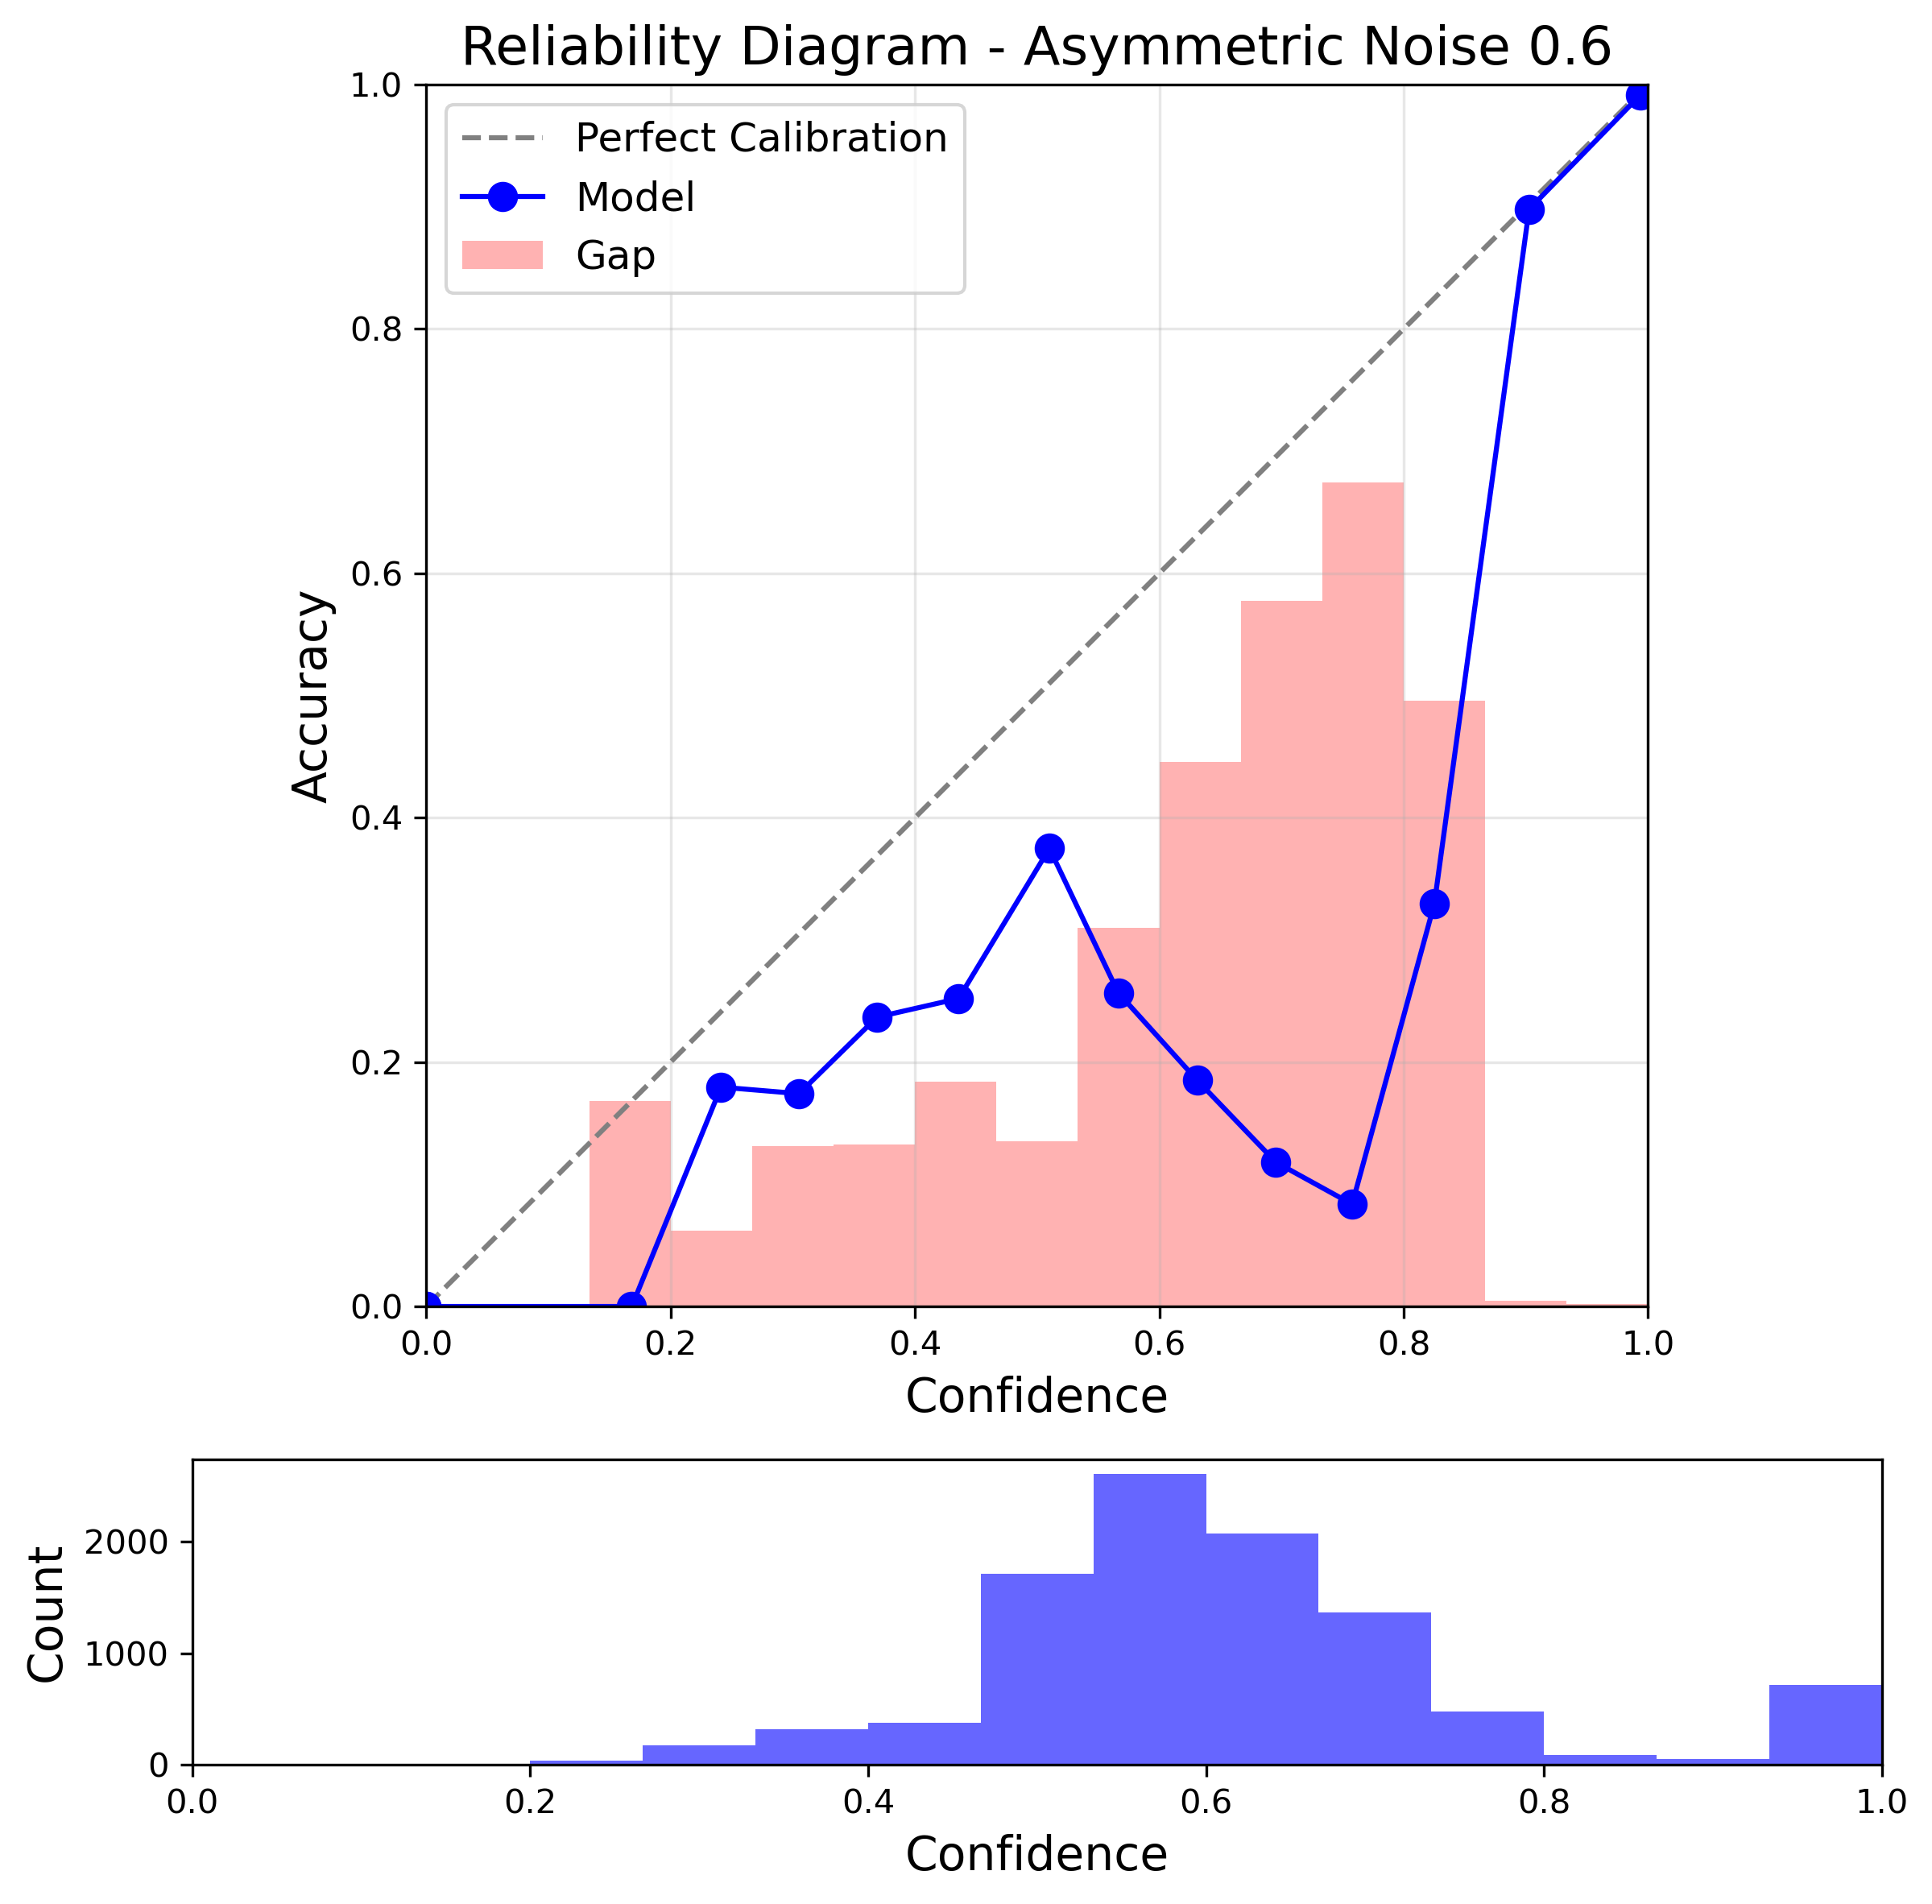 Reliability Diagram - Asymmetric Noise 0.6
Perfect Calibration
Model
Gap
1.0
0.8
0.6
0.4
0.2
0.0
Accuracy
0.0 0.2 0.4 0.6 0.8 1.0
Confidence
2000
1000
0
Count
0.0 0.2 0.4 0.6 0.8 1.0
Confidence